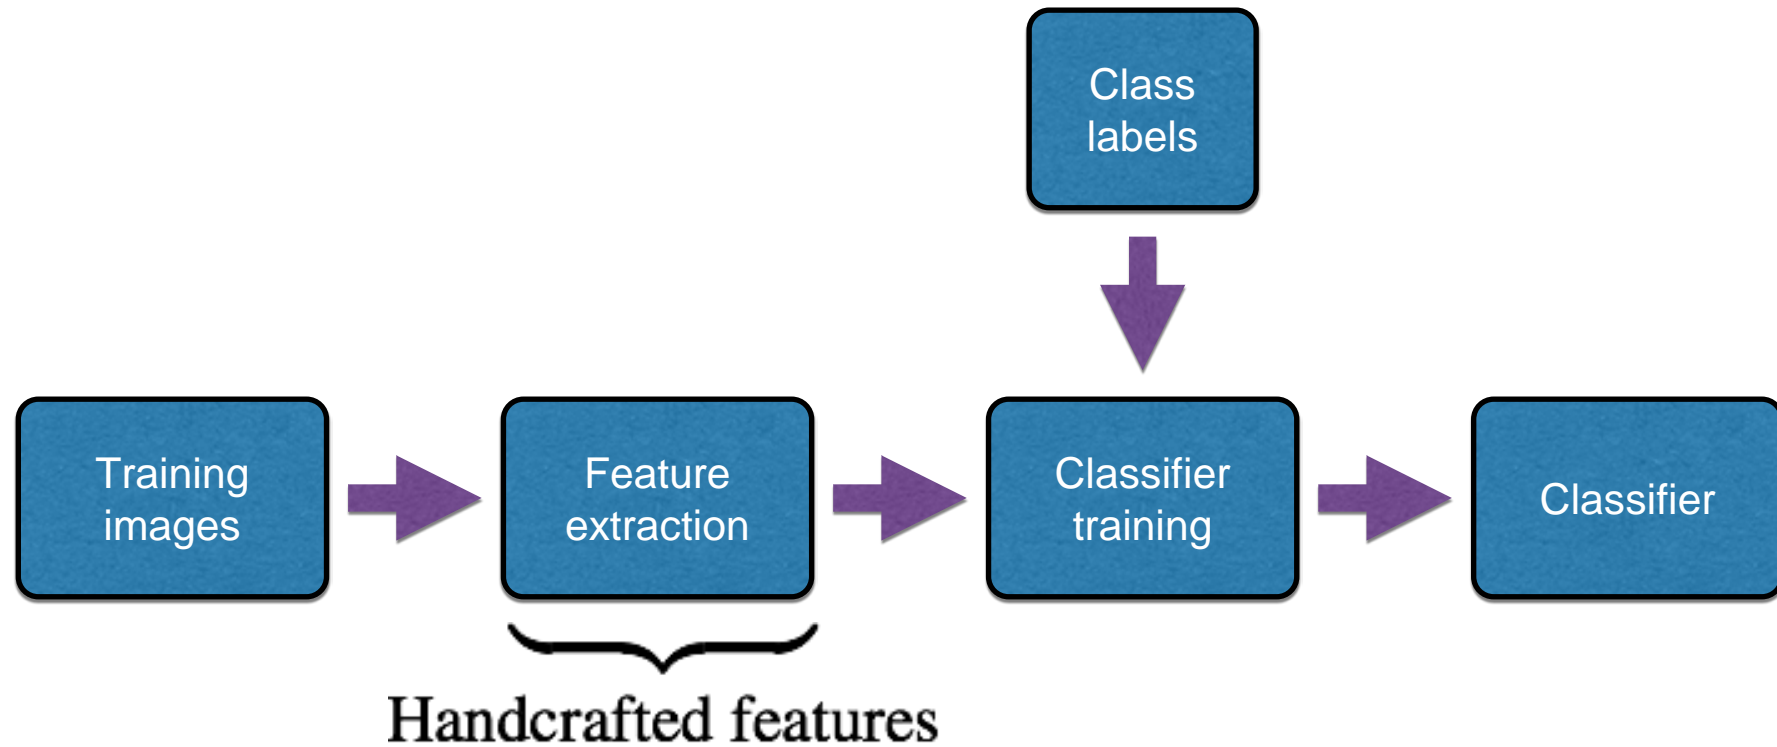 Class
labels
Training
images
Feature
extraction
Classifier
training
Classifier
Handcrafted features